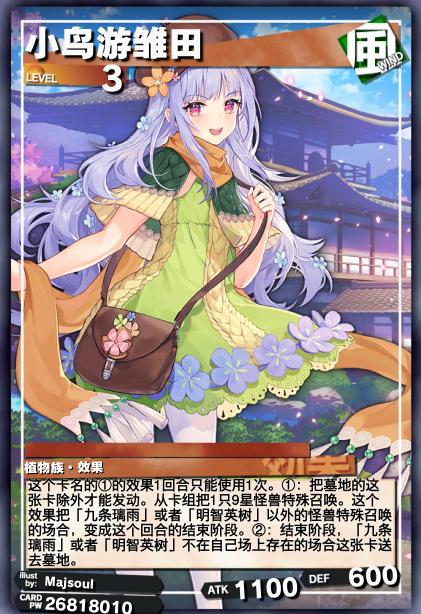 小鸟游雏田
風
WIND
LEVEL
3
植物族・效果
这个卡名的①的效果1回合只能使用1次。①：把墓地的这
张卡除外才能发动。从卡组把1只9星怪兽特殊召唤。这个
效果把「九条璃雨」或者「明智英树」以外的怪兽特殊召唤
的场合，变成这个回合的结束阶段。②：结束阶段，「九条
璃雨」或者「明智英树」不在自己场上存在的场合这张卡送
去墓地。
illust by: Majsoul
CARD PW 26818010
ATK 1100
DEF 600